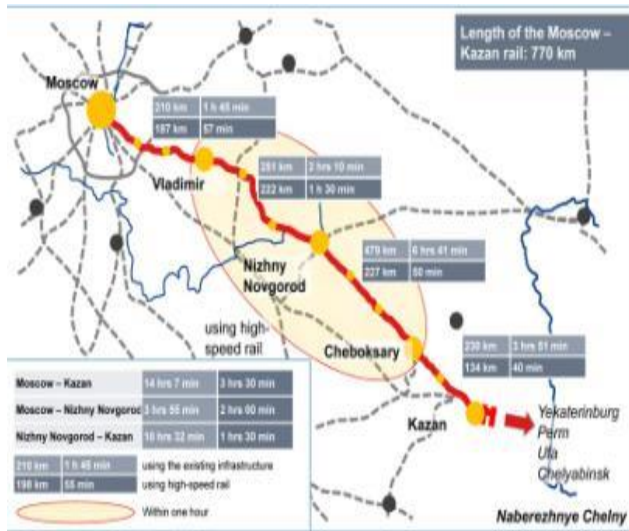 Length of the Moscow –
Kazan rail: 770 km
Moscow
210 km 1 h 45 min
187 km 57 min
Vladimir
281 km 2 hrs 10 min
222 km 1 h 30 min
Nizhny
Novgorod
479 km 6 hrs 41 min
227 km 50 min
using high-
speed rail
Cheboksary
230 km 3 hrs 51 min
134 km 40 min
Kazan
Yekaterinburg
Perm
Ufa
Chelyabinsk
Naberezhnye Chelny
Moscow – Kazan 14 hrs 7 min 3 hrs 30 min
Moscow – Nizhny Novgorod 3 hrs 55 min 2 hrs 00 min
Nizhny Novgorod – Kazan 10 hrs 32 min 1 hrs 30 min
210 km 1 h 45 min using the existing infrastructure
198 km 55 min using high-speed rail
Within one hour